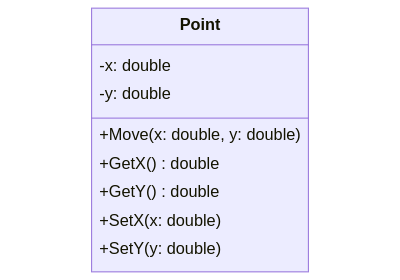 Point
-x: double
-y: double
+Move(x: double, y: double)
+GetX() : double
+GetY() : double
+SetX(x: double)
+SetY(y: double)